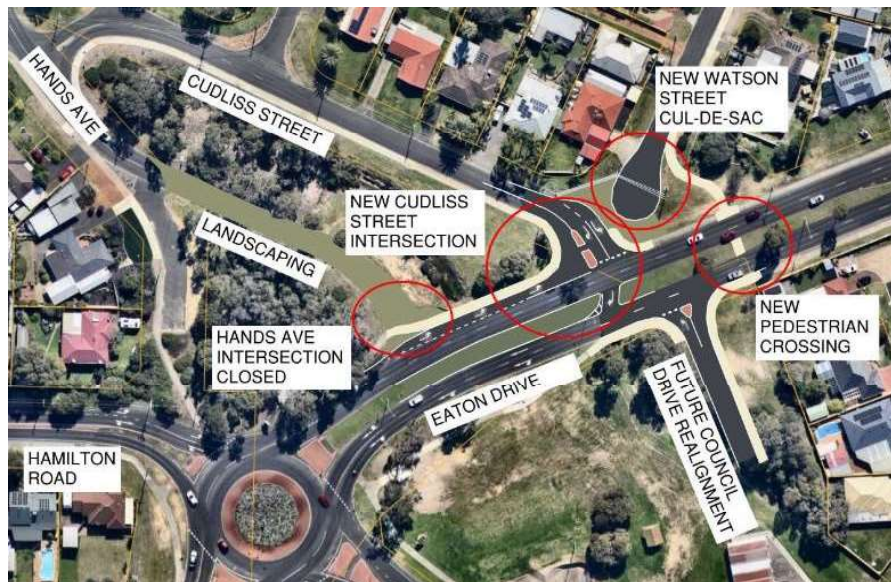 HANDS AVE
CUDLISS STREET
NEW WATSON
STREET
CUL-DE-SAC
NEW CUDLISS
STREET
INTERSECTION
LANDSCAPING
HANDS AVE
INTERSECTION
CLOSED
NEW
PEDESTRIAN
CROSSING
EATON DRIVE
FUTURE COUNCIL
DRIVE REALIGNMENT
HAMILTON
ROAD